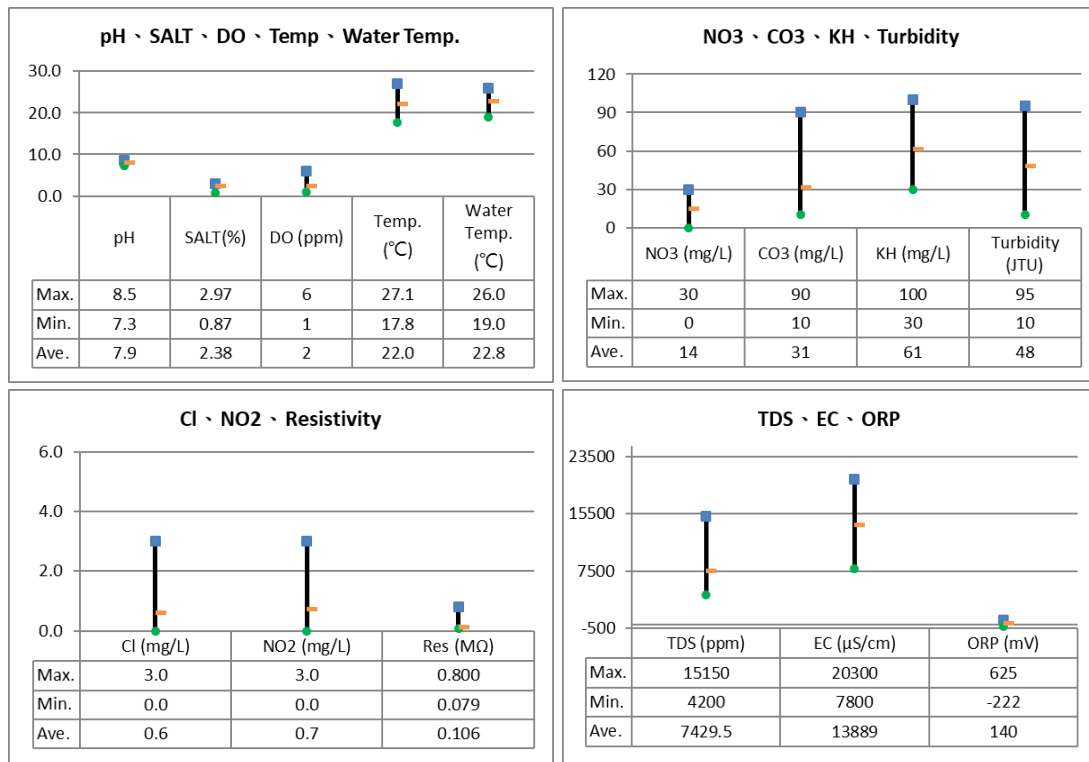 pH、SALT、DO、Temp、Water Temp.
30.0
20.0
10.0
0.0
pH SALT(%) DO (ppm) Temp. (℃) Water Temp. (℃)
Max. 8.5 2.97 6 27.1 26.0
Min. 7.3 0.87 1 17.8 19.0
Ave. 7.9 2.38 2 22.0 22.8
NO3、CO3、KH、Turbidity
120
90
60
30
0
NO3 (mg/L) CO3 (mg/L) KH (mg/L) Turbidity (JTU)
Max. 30 90 100 95
Min. 0 10 30 10
Ave. 14 31 61 48
Cl、NO2、Resistivity
6.0
4.0
2.0
0.0
Cl (mg/L) NO2 (mg/L) Res (MΩ)
Max. 3.0 3.0 0.800
Min. 0.0 0.0 0.079
Ave. 0.6 0.7 0.106
TDS、EC、ORP
23500
15500
7500
-500
TDS (ppm) EC (μS/cm) ORP (mV)
Max. 15150 20300 625
Min. 4200 7800 -222
Ave. 7429.5 13889 140